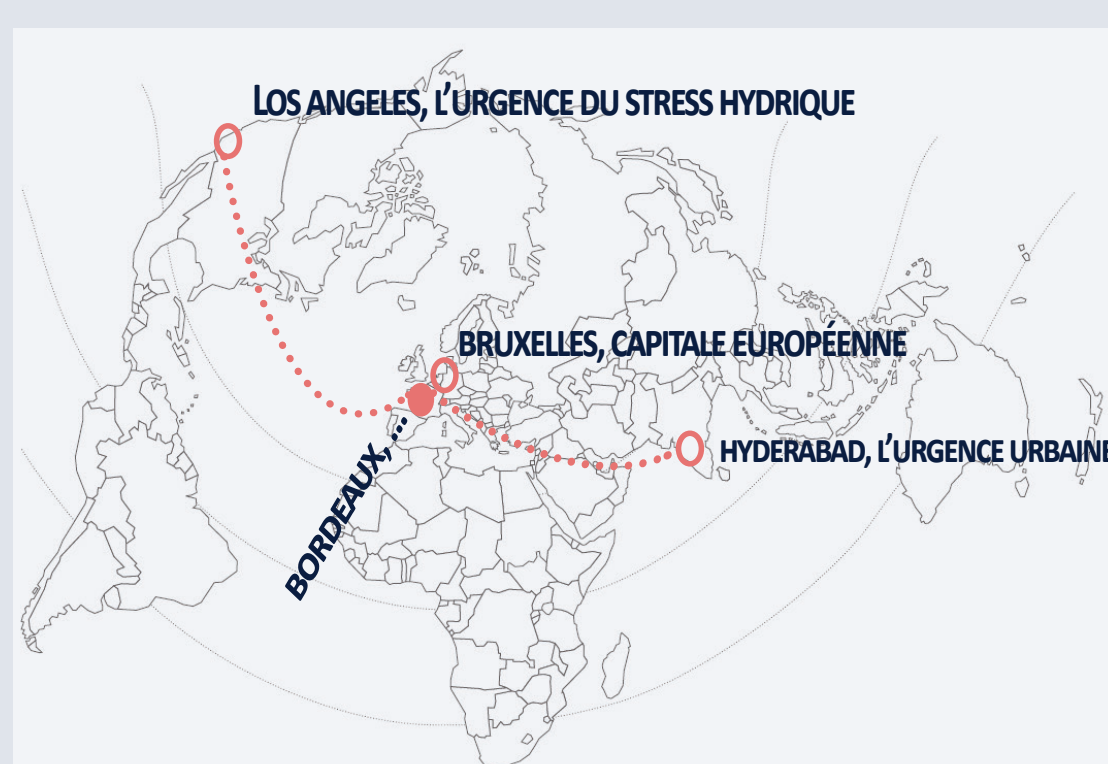 LOS ANGELES, L'URGENCE DU STRESS HYDRIQUE
BRUXELLES, CAPITALE EUROPÉENNE
BORDEAUX, ...
HYDERABAD, L'URGENCE URBAINE